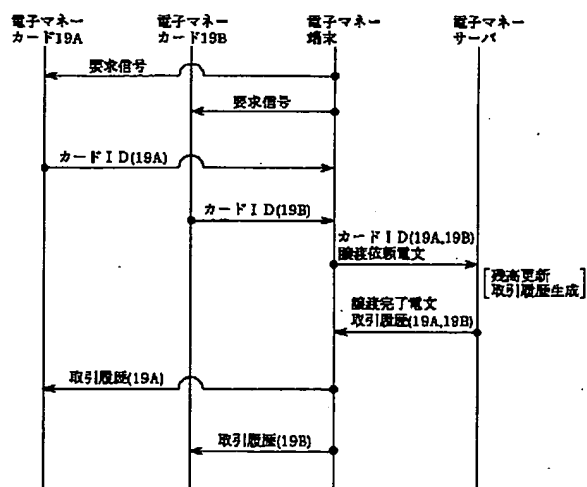 電子マネー
カード19A
電子マネー
カード19B
電子マネー
端末
電子マネー
サーバ
要求信号
要求信号
カードＩＤ(19A)
カードＩＤ(19B)
カードＩＤ(19A,19B)
譲渡依頼電文
残高更新
取引履歴生成
譲渡完了電文
取引履歴(19A,19B)
取引履歴(19A)
取引履歴(19B)